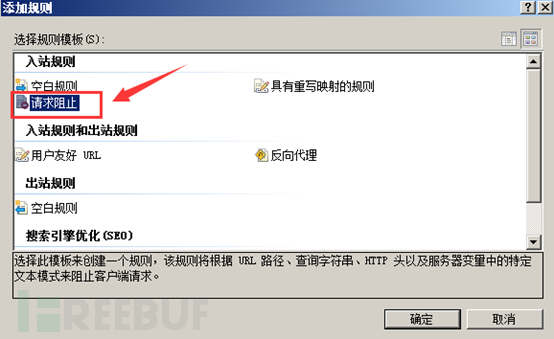 添加规则
选择规则模板(S):
入站规则
空白规则
具有重写映射的规则
请求阻止
入站规则和出站规则
用户友好 URL
反向代理
出站规则
空白规则
搜索引擎优化(SEO)
选择此模板来创建一个规则，该规则将根据 URL 路径、查询字符串、HTTP 头以及服务器变量中的特定
文本模式来阻止客户端请求。
FREEBUF
确定
取消